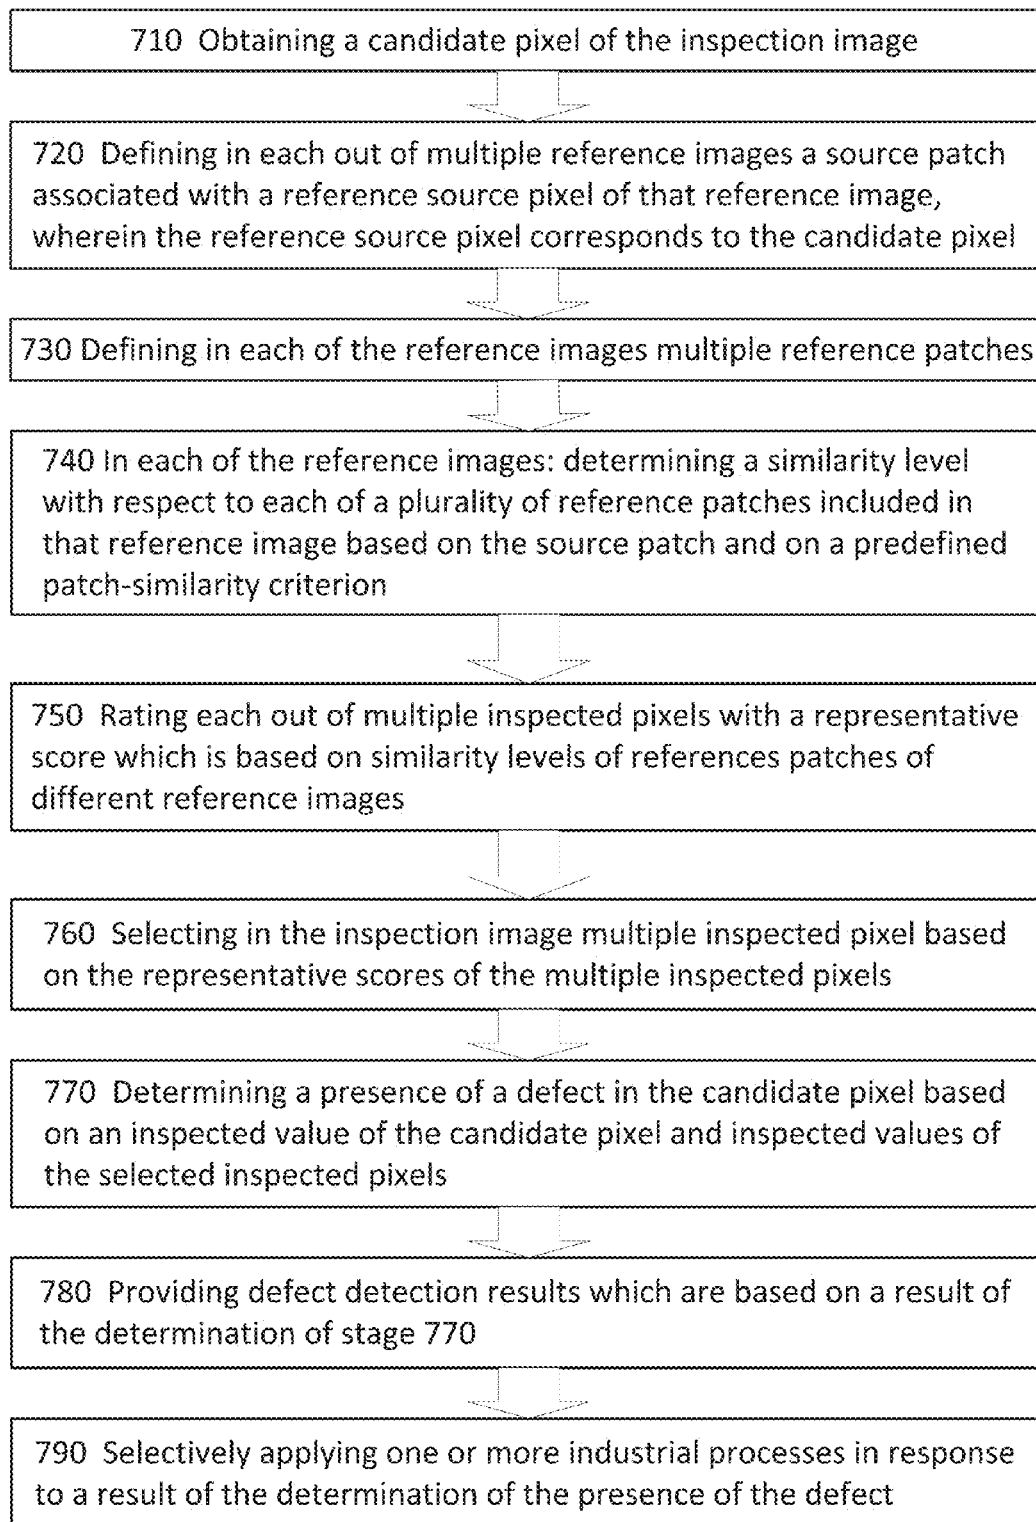 710 Obtaining a candidate pixel of the inspection image
720 Defining in each out of multiple reference images a source patch
associated with a reference source pixel of that reference image,
wherein the reference source pixel corresponds to the candidate pixel
730 Defining in each of the reference images multiple reference patches
740 In each of the reference images: determining a similarity level
with respect to each of a plurality of reference patches included in
that reference image based on the source patch and on a predefined
patch-similarity criterion
750 Rating each out of multiple inspected pixels with a representative
score which is based on similarity levels of references patches of
different reference images
760 Selecting in the inspection image multiple inspected pixel based
on the representative scores of the multiple inspected pixels
770 Determining a presence of a defect in the candidate pixel based
on an inspected value of the candidate pixel and inspected values of
the selected inspected pixels
780 Providing defect detection results which are based on a result of
the determination of stage 770
790 Selectively applying one or more industrial processes in response
to a result of the determination of the presence of the defect